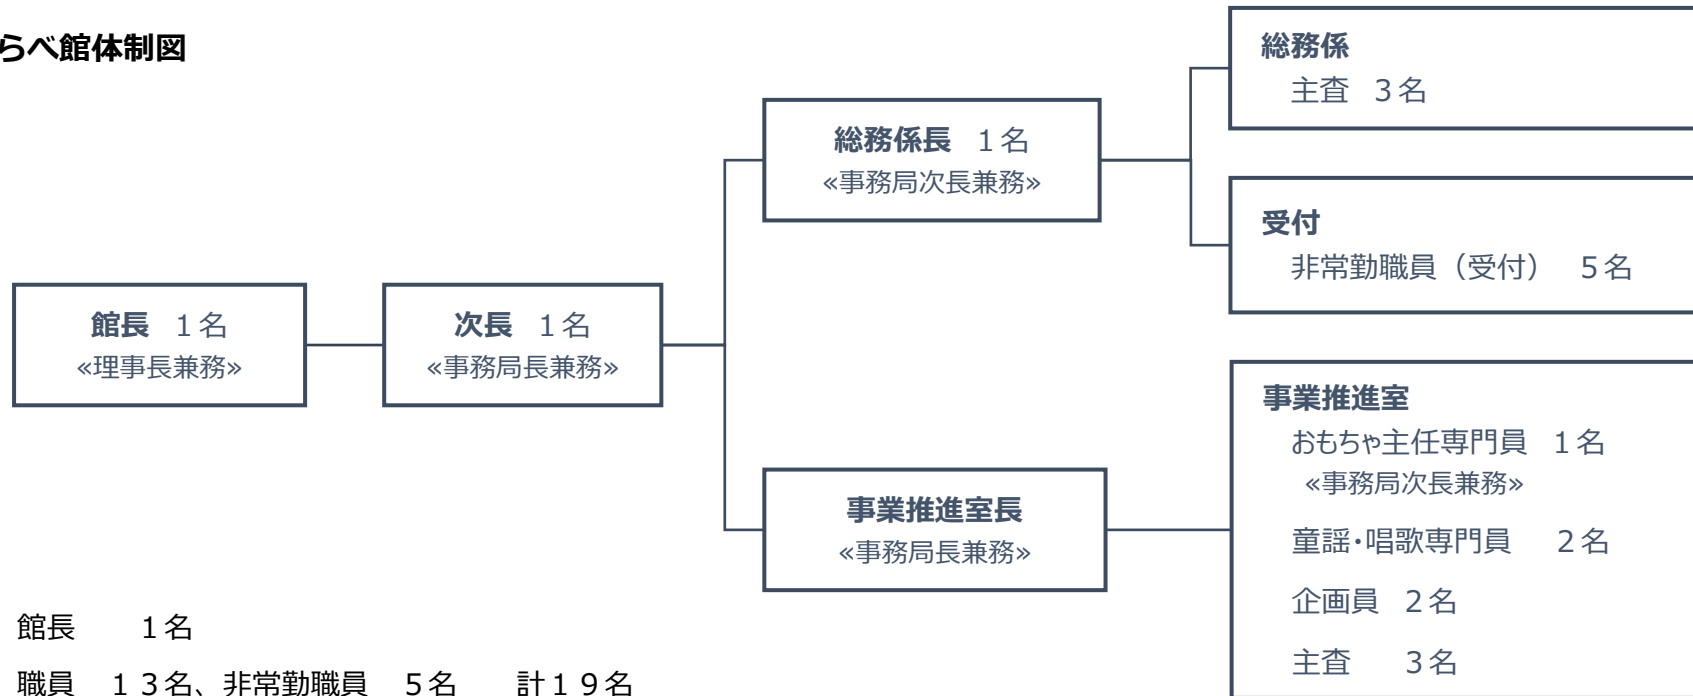 らべ館体制図
館長 1名
«理事長兼務»
次長 1名
«事務局長兼務»
総務係長 1名
«事務局次長兼務»
事業推進室長
«事務局長兼務»
総務係
主査 3名
受付
非常勤職員（受付） 5名
事業推進室
おもちゃ主任専門員 1名
«事務局次長兼務»
童謡・唱歌専門員 2名
企画員 2名
主査 3名
館長 1名
職員 13名、非常勤職員 5名 計19名